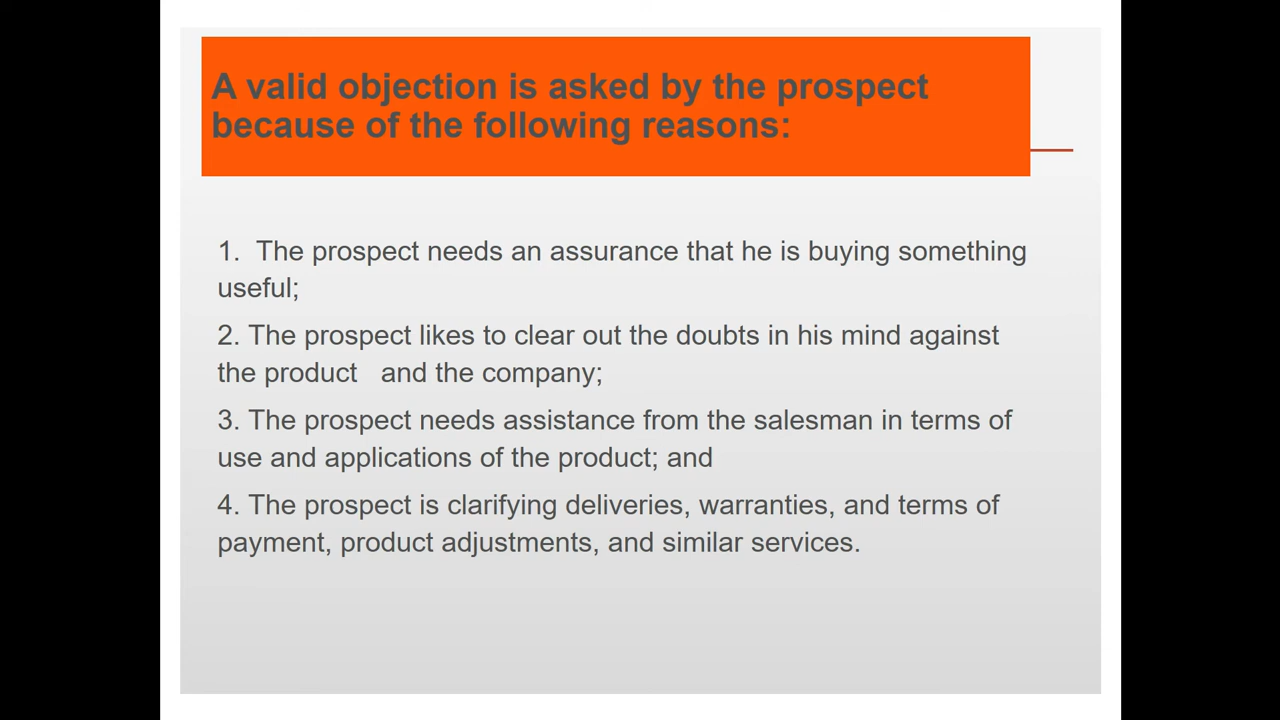 A valid objection is asked by the prospect
because of the following reasons:
1.  The prospect needs an assurance that he is buying something
useful;
2. The prospect likes to clear out the doubts in his mind against
the product   and the company;
3. The prospect needs assistance from the salesman in terms of
use and applications of the product; and
4. The prospect is clarifying deliveries, warranties, and terms of
payment, product adjustments, and similar services.